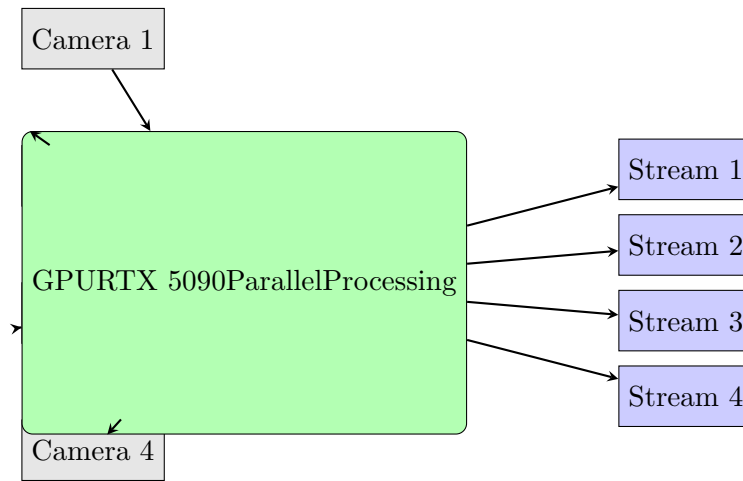 Camera 1
Stream 1
Stream 2
GPURTX 5090ParallelProcessing
Stream 3
Stream 4
Camera 4